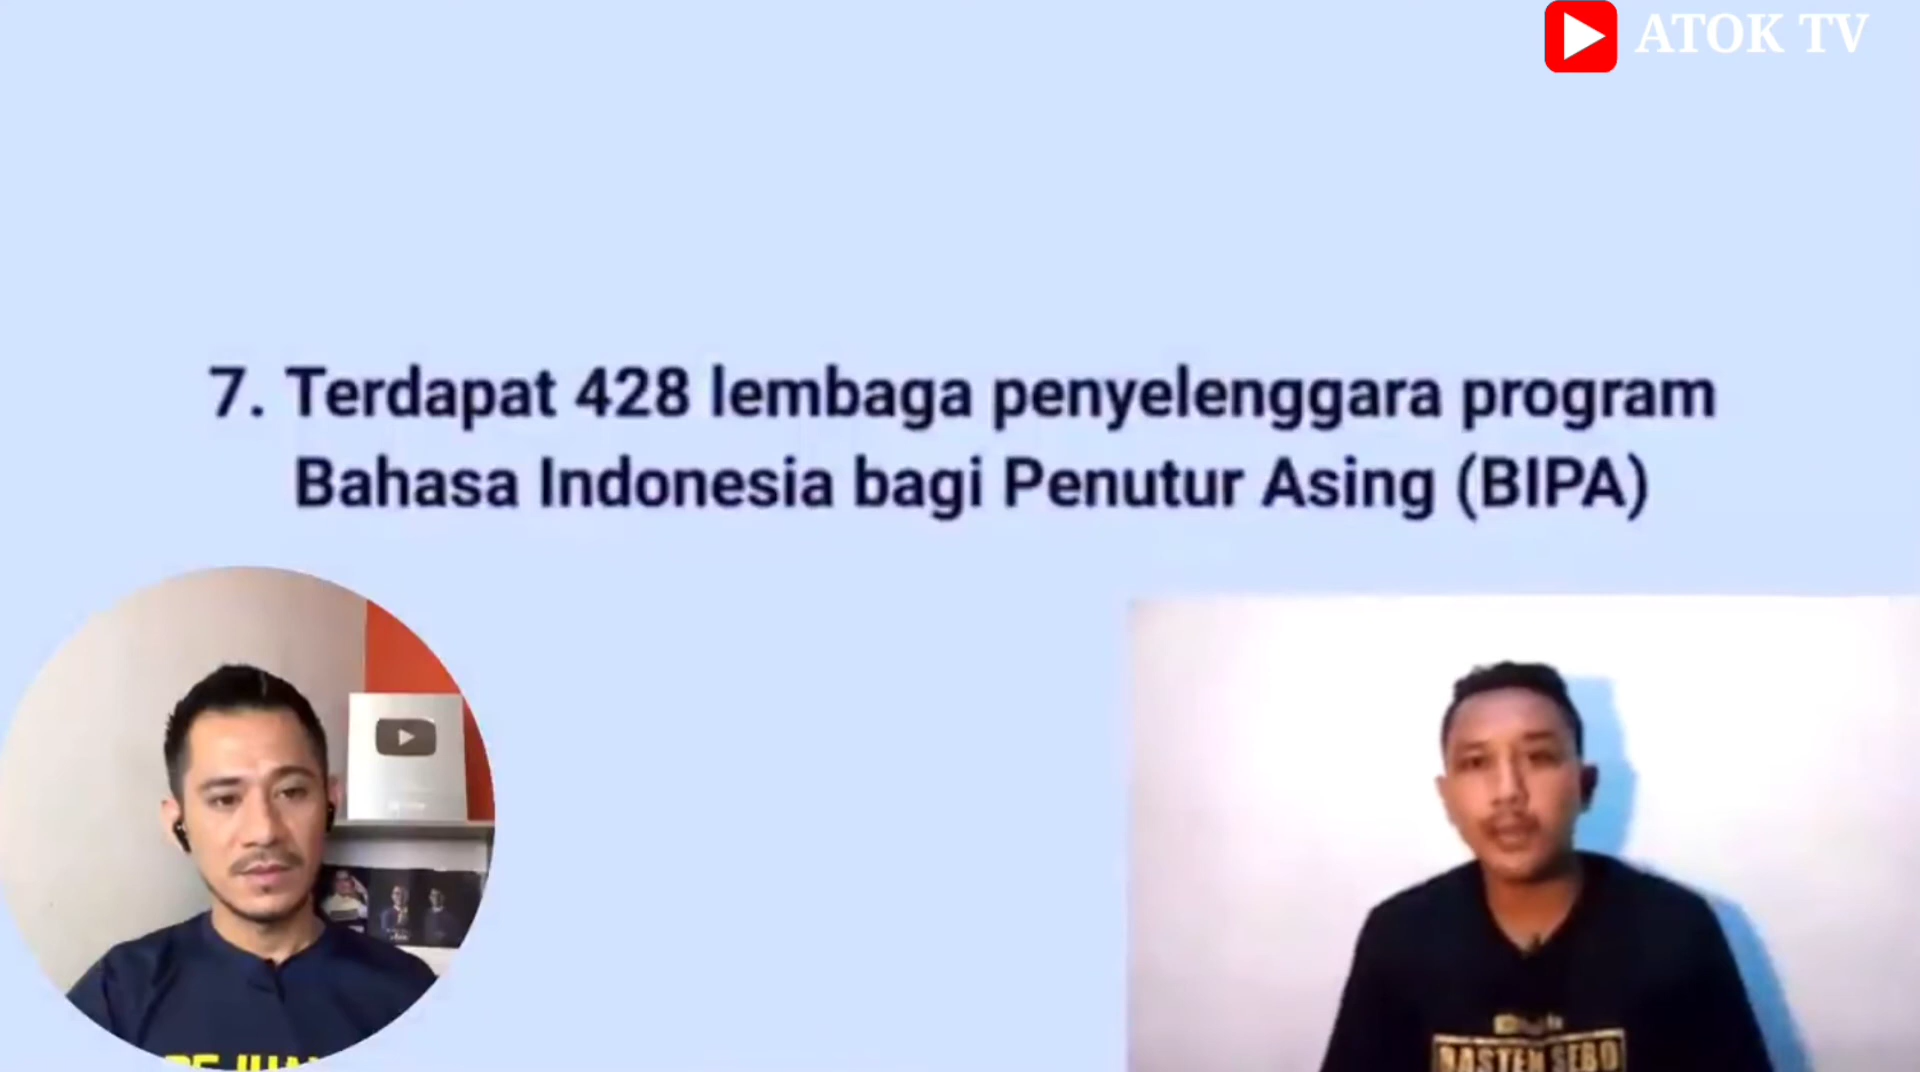 ATOK TV
7. Terdapat 428 lembaga penyelenggara program
Bahasa Indonesia bagi Penutur Asing (BIPA)